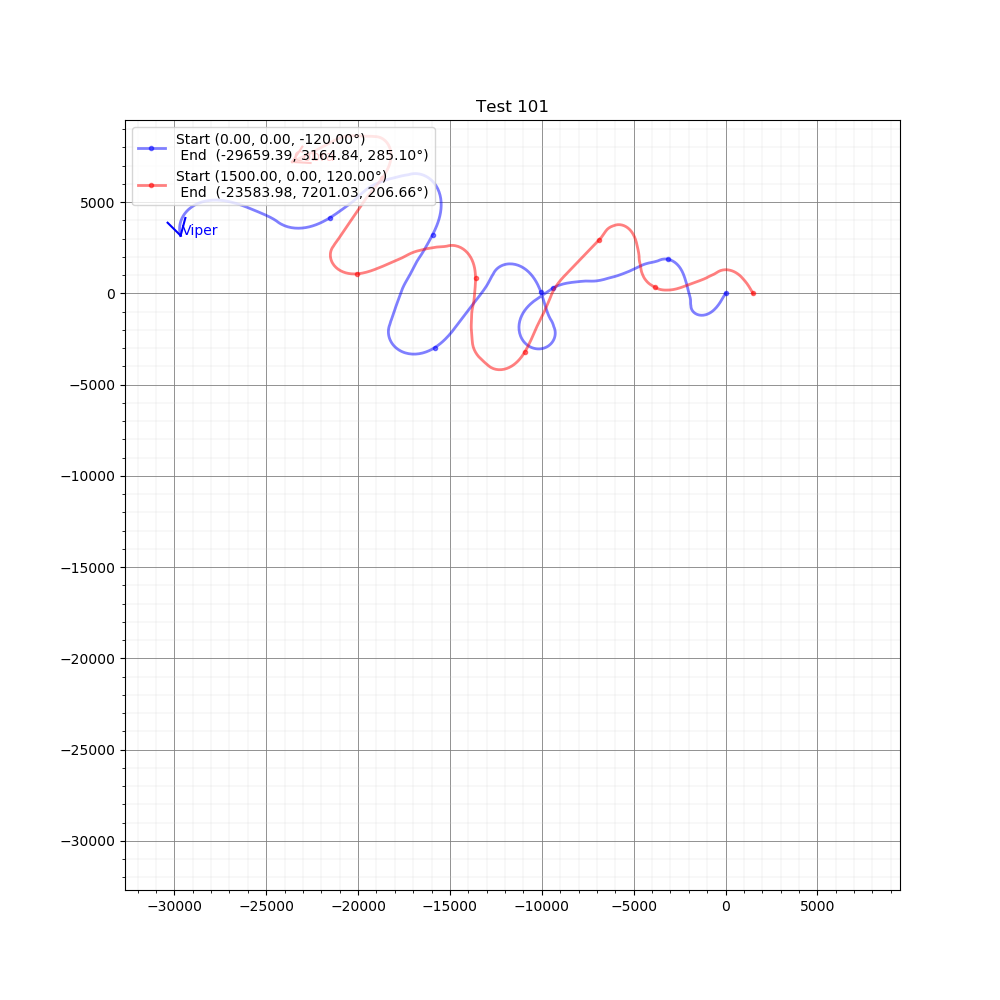 Test 101
Start (0.00, 0.00, -120.00°)
End (-29659.39, 3164.84, 285.10°)
Start (1500.00, 0.00, 120.00°)
End (-23583.98, 7201.03, 206.66°)
Viper
5000
0
−5000
−10000
−15000
−20000
−25000
−30000
−30000 −25000 −20000 −15000 −10000 −5000 0 5000